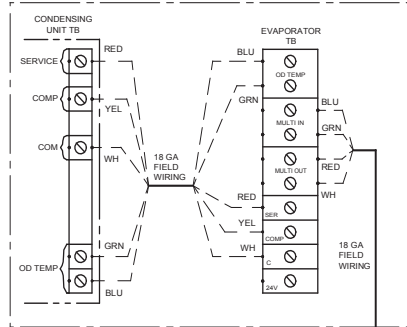 CONDENSING
UNIT TB
RED
SERVICE
COMP
YEL
COM
WH
18 GA
FIELD
WIRING
GRN
OD TEMP
BLU
EVAPORATOR
TB
BLU
OD TEMP
GRN
BLU
MULTI IN
GRN
MULTI OUT
RED
WH
RED
SER
YEL
COMP
WH
C
24V
18 GA
FIELD
WIRING